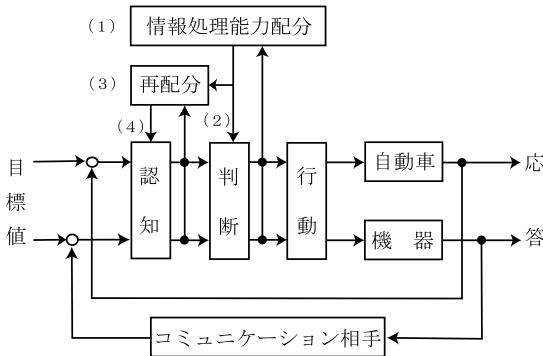 (1) 情報処理能力配分
(3) 再配分
(4) (2)
目標値
認知
判断
行動
自動車
応答
機 器
コミュニケーション相手